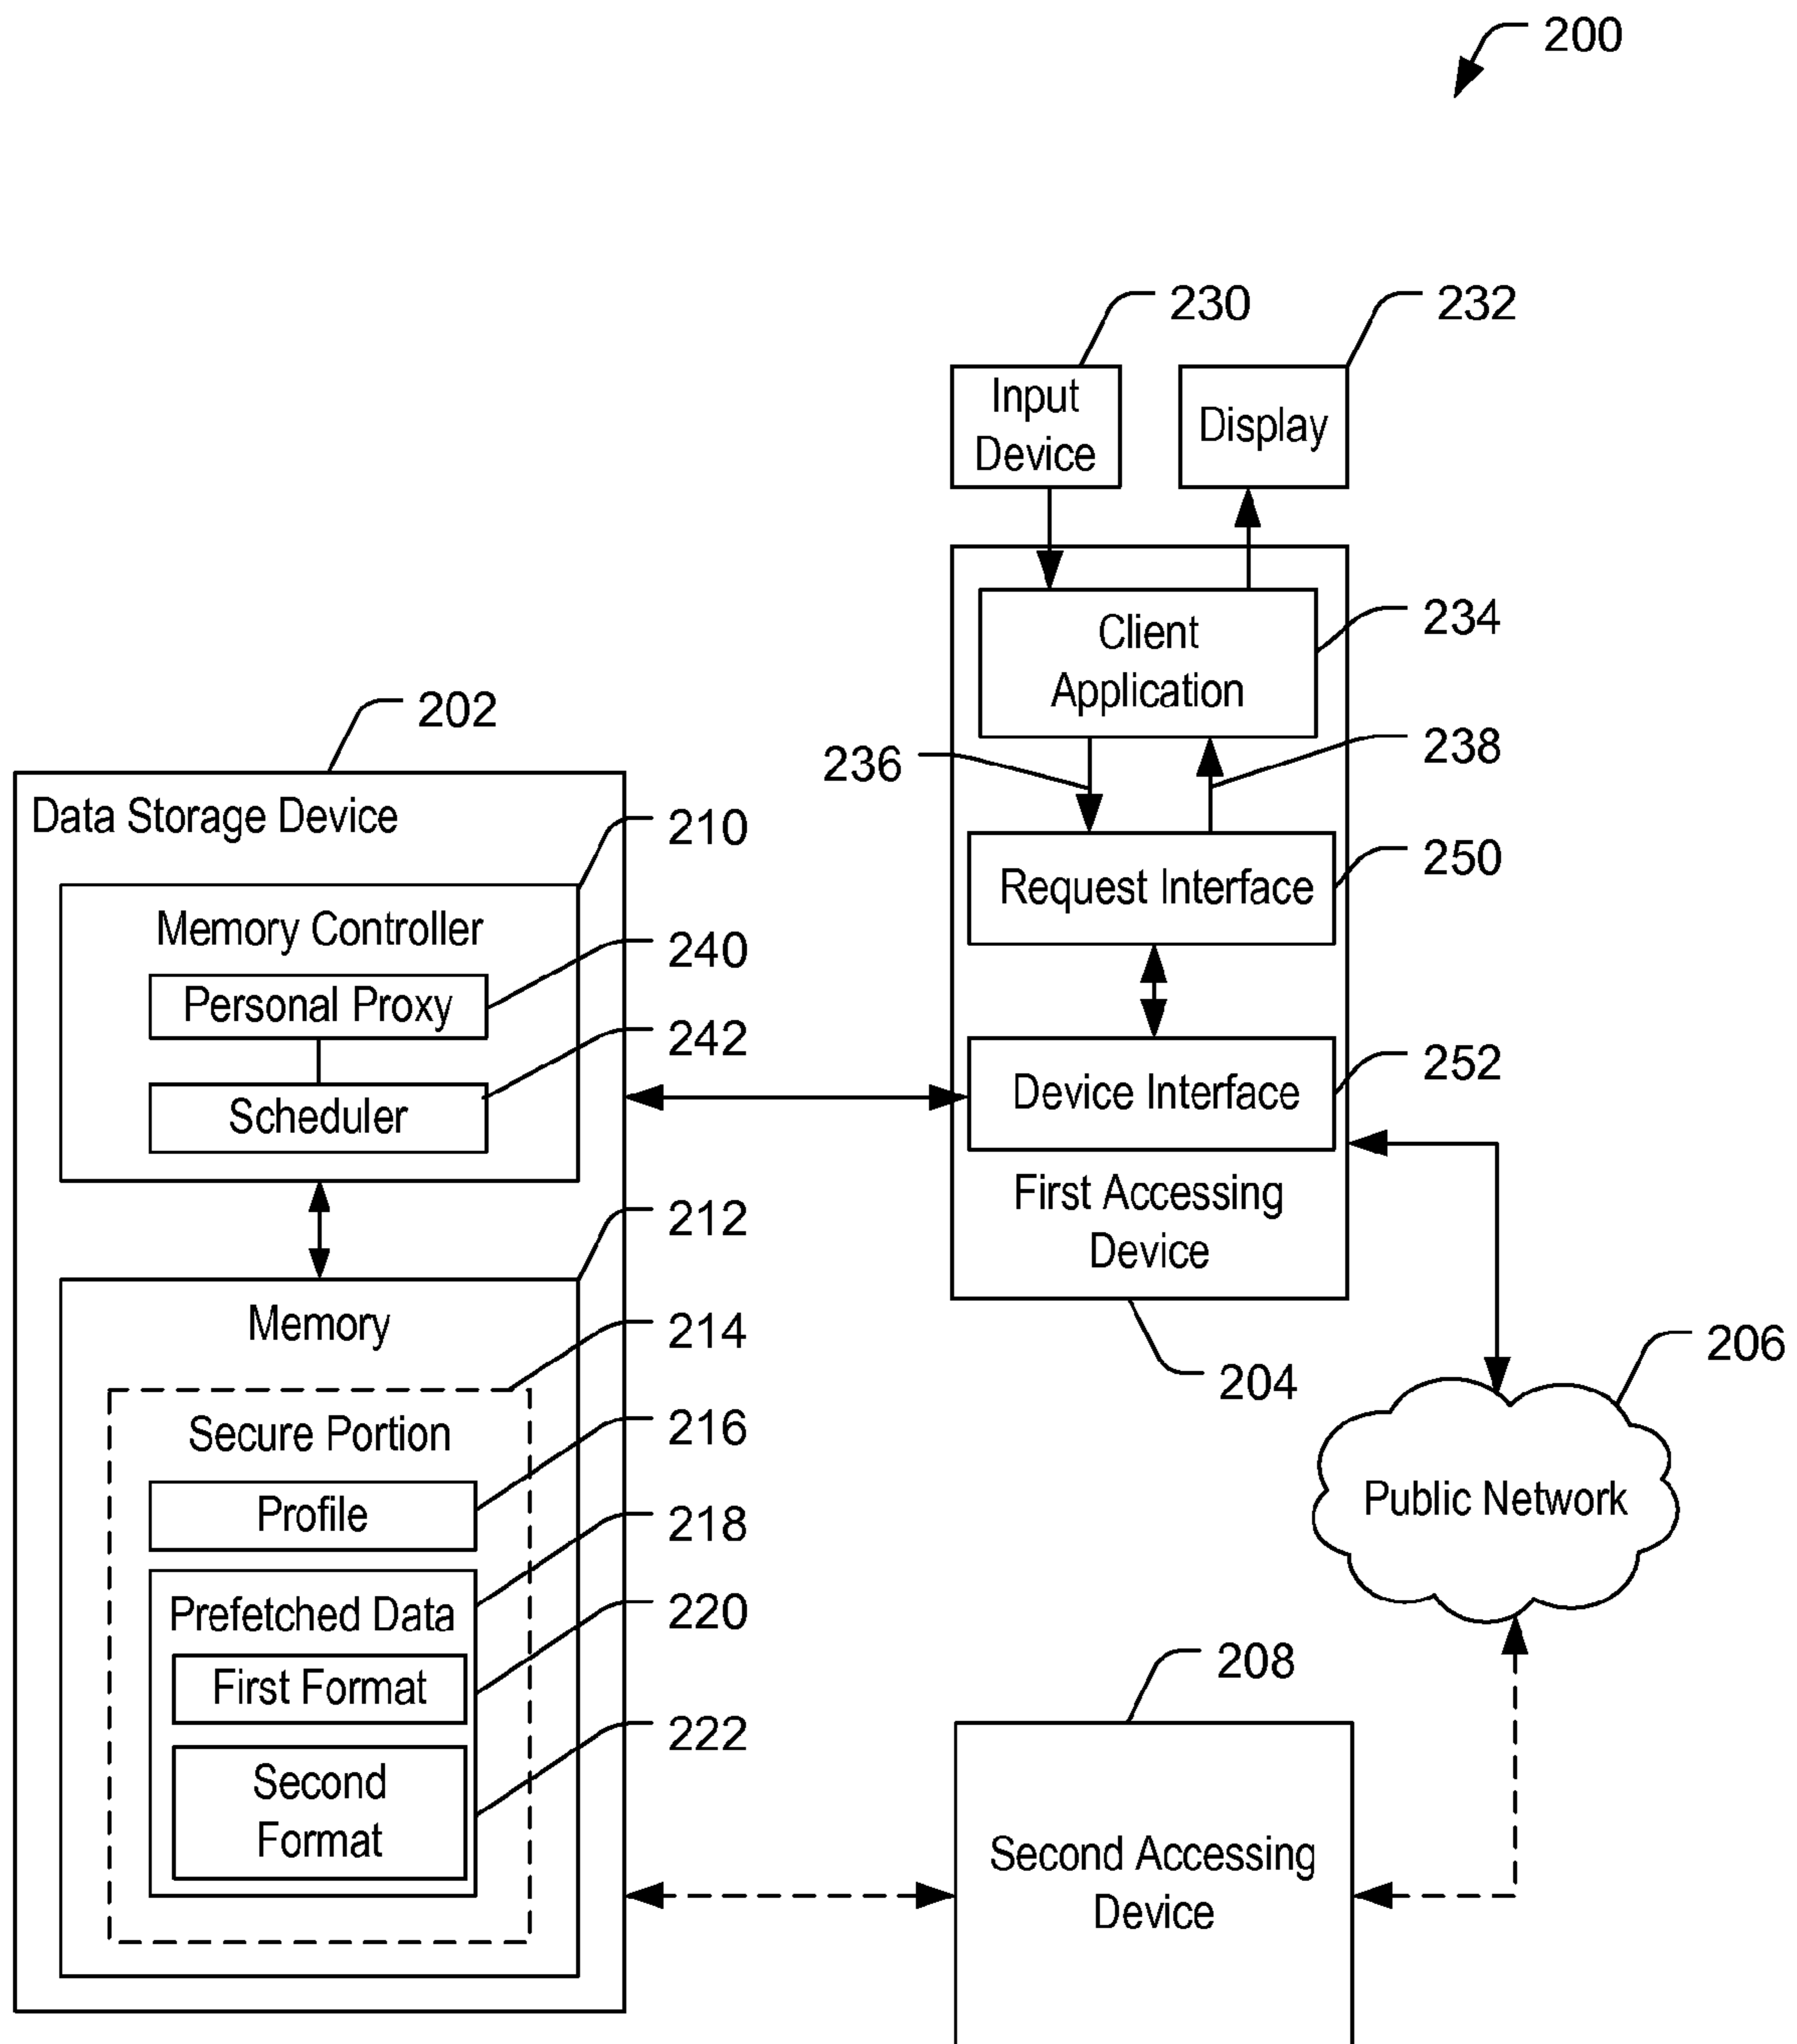 200
230
232
Input
Device
Display
Client
Application
234
236
238
202
Data Storage Device
210
Memory Controller
240
Personal Proxy
242
Scheduler
Request Interface
250
Device Interface
252
First Accessing
Device
204
212
Memory
214
Secure Portion
216
Profile
218
Prefetched Data
220
First Format
222
Second
Format
206
Public Network
208
Second Accessing
Device